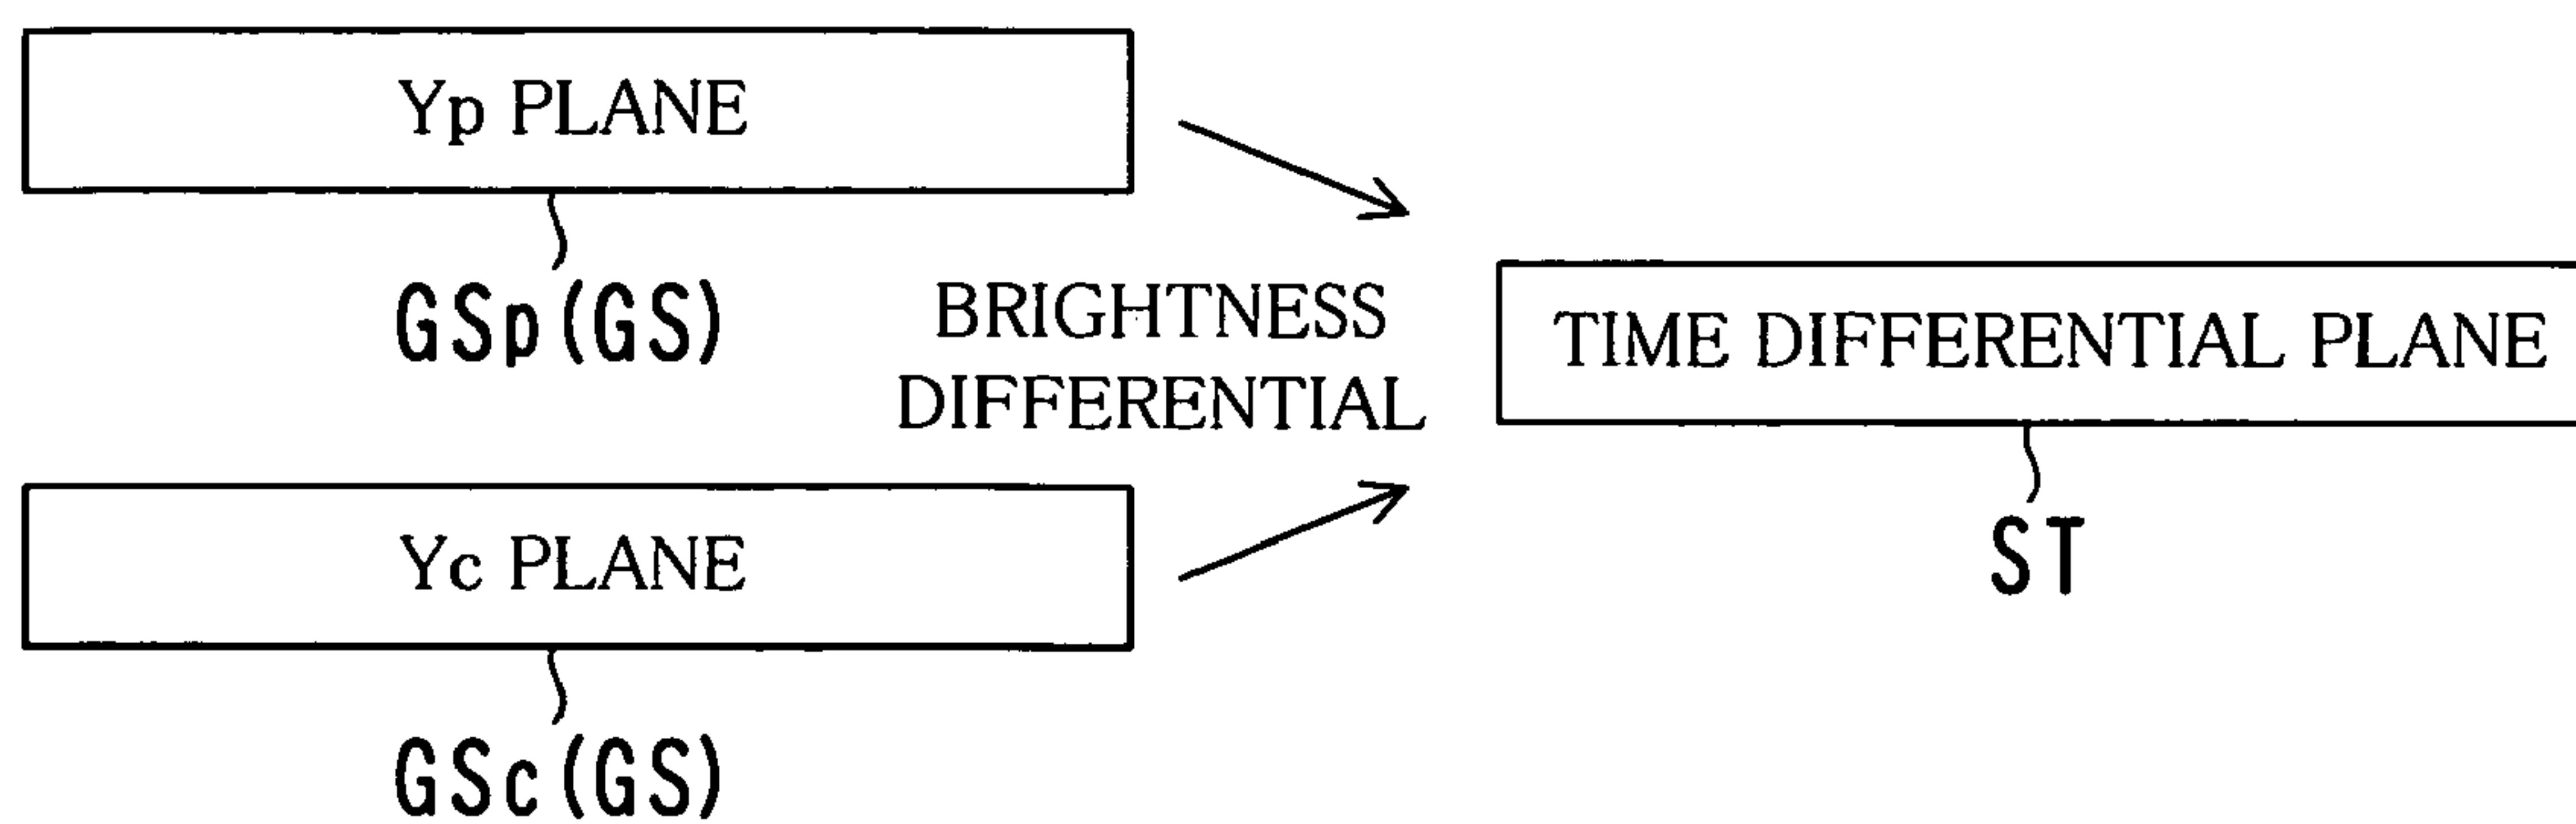 Yp PLANE
GSp(GS)
BRIGHTNESS
DIFFERENTIAL
TIME DIFFERENTIAL PLANE
ST
Yc PLANE
GSc(GS)